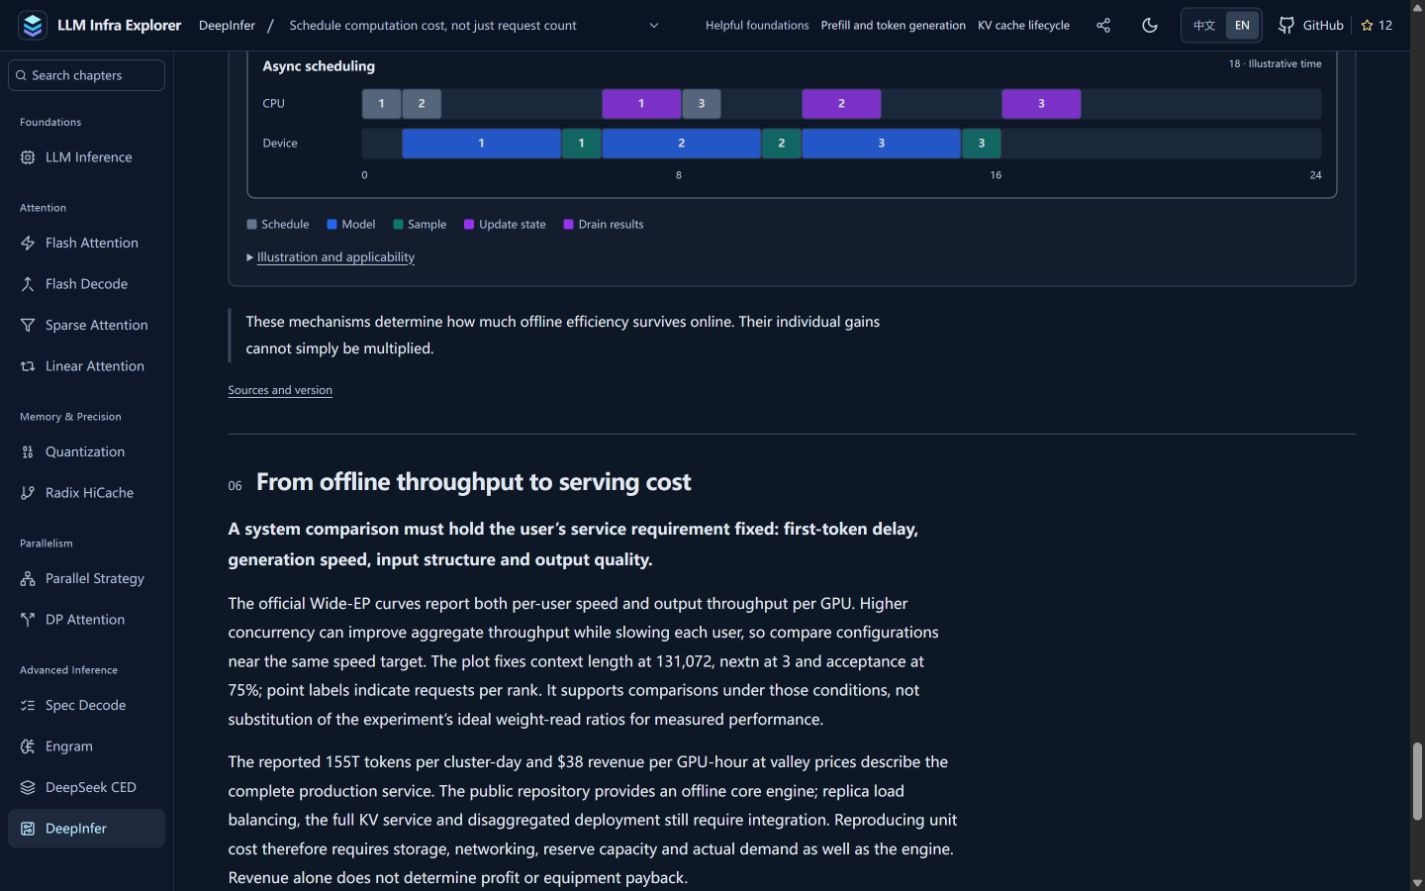 LLM Infra Explorer
DeepInfer / Schedule computation cost, not just request count
Helpful foundations Prefill and token generation KV cache lifecycle
中文 EN
GitHub 12
Search chapters
Foundations
LLM Inference
Attention
Flash Attention
Flash Decode
Sparse Attention
Linear Attention
Memory & Precision
Quantization
Radix HiCache
Parallelism
Parallel Strategy
DP Attention
Advanced Inference
Spec Decode
Engram
DeepSeek CED
DeepInfer
Async scheduling
18 · Illustrative time
CPU 1 2 1 3 2 3
Device 1 1 2 2 3 3
0 8 16 24
Schedule Model Sample Update state Drain results
Illustration and applicability
These mechanisms determine how much offline efficiency survives online. Their individual gains
cannot simply be multiplied.
Sources and version
06 From offline throughput to serving cost
A system comparison must hold the user’s service requirement fixed: first-token delay,
generation speed, input structure and output quality.
The official Wide-EP curves report both per-user speed and output throughput per GPU. Higher
concurrency can improve aggregate throughput while slowing each user, so compare configurations
near the same speed target. The plot fixes context length at 131,072, nextn at 3 and acceptance at
75%; point labels indicate requests per rank. It supports comparisons under those conditions, not
substitution of the experiment’s ideal weight-read ratios for measured performance.
The reported 155T tokens per cluster-day and $38 revenue per GPU-hour at valley prices describe the
complete production service. The public repository provides an offline core engine; replica load
balancing, the full KV service and disaggregated deployment still require integration. Reproducing unit
cost therefore requires storage, networking, reserve capacity and actual demand as well as the engine.
Revenue alone does not determine profit or equipment payback.